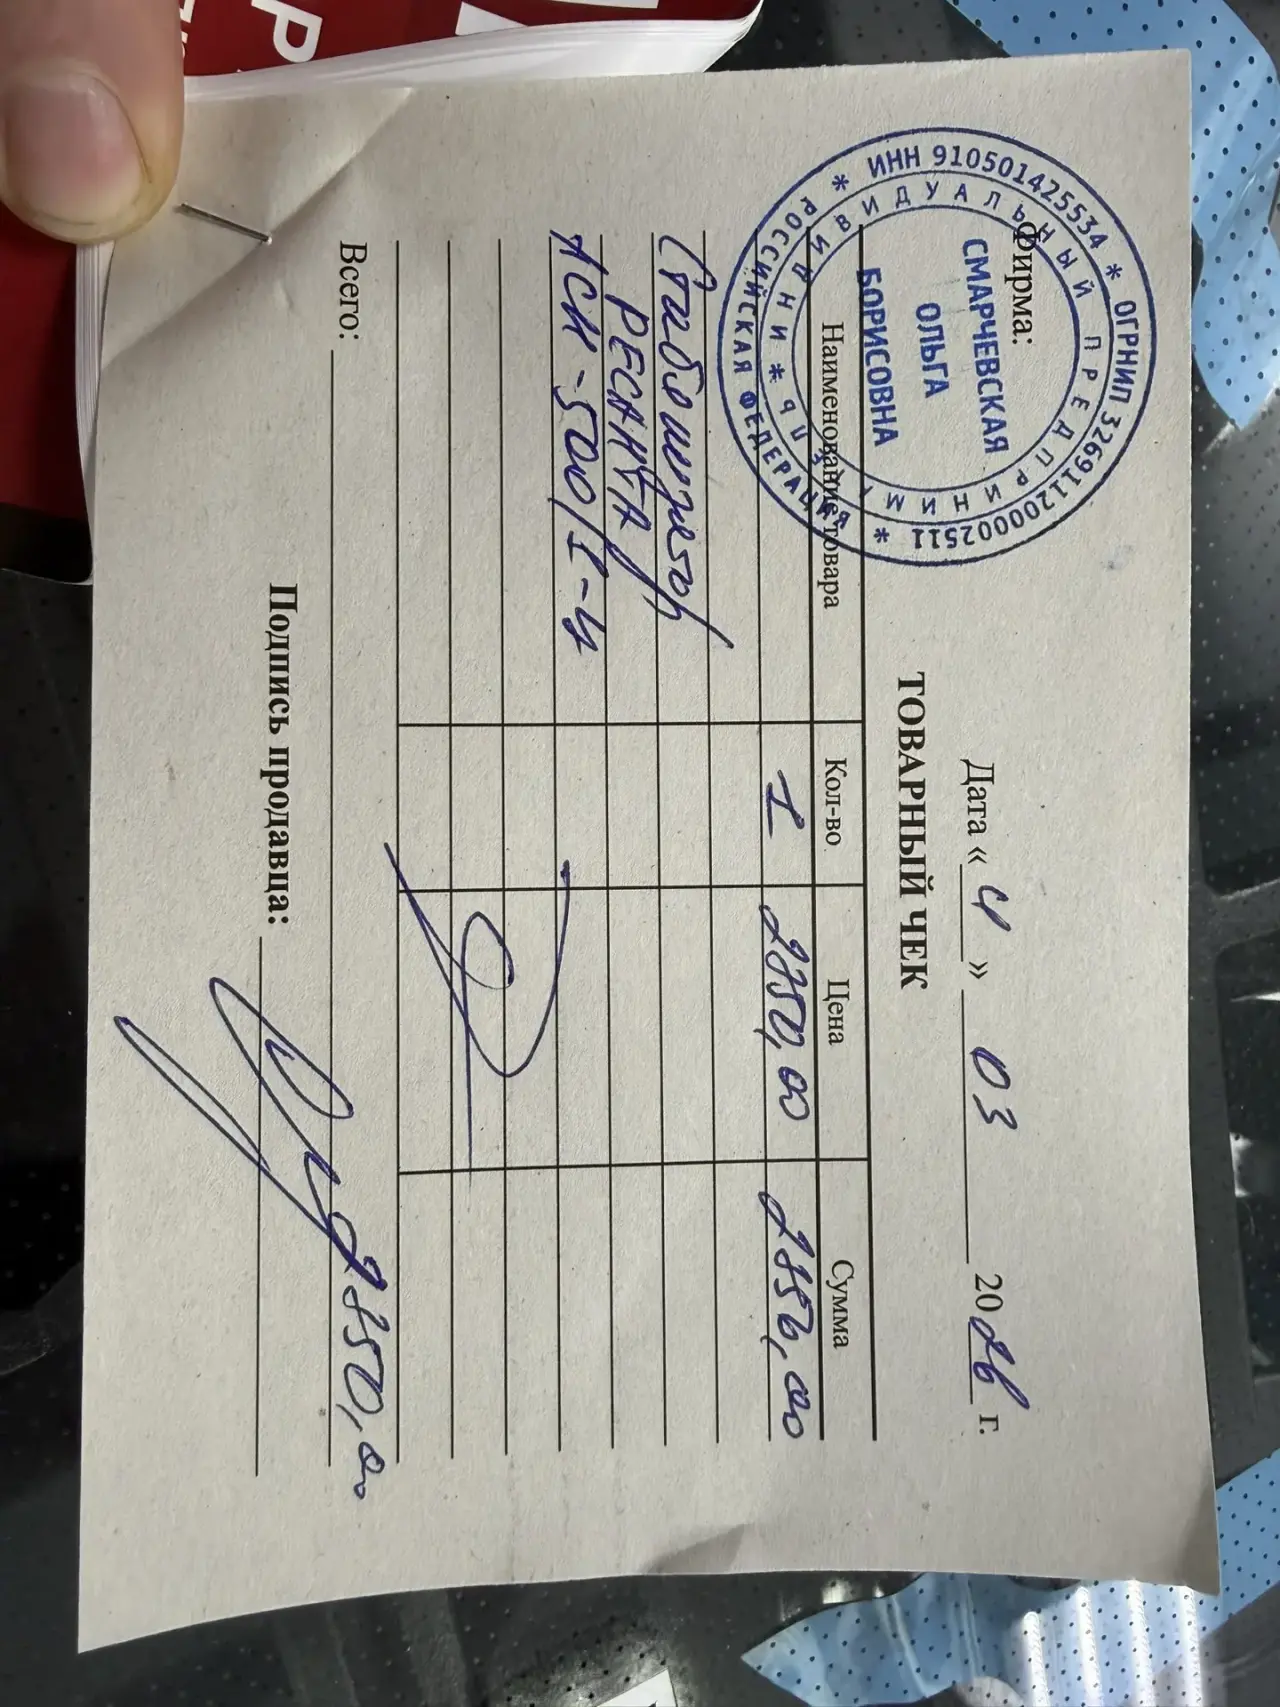 ИНН 910501425534 * ОГРНИП 326911200002511 * РОССИЙСКАЯ ФЕДЕРАЦИЯ *
ИНДИВИДУАЛЬНЫЙ ПРЕДПРИНИМАТЕЛЬ *
СМАРЧЕВСКАЯ
ОЛЬГА
БОРИСОВНА
Фирма:
Дата « » 03 2026 г.
ТОВАРНЫЙ ЧЕК
Наименование товара Кол-во Цена Сумма
1 2850,00 2850,00
Стабилизатор
РЕСАНТА
АСН-500/1-Ц
Всего: 2850,00
Подпись продавца: